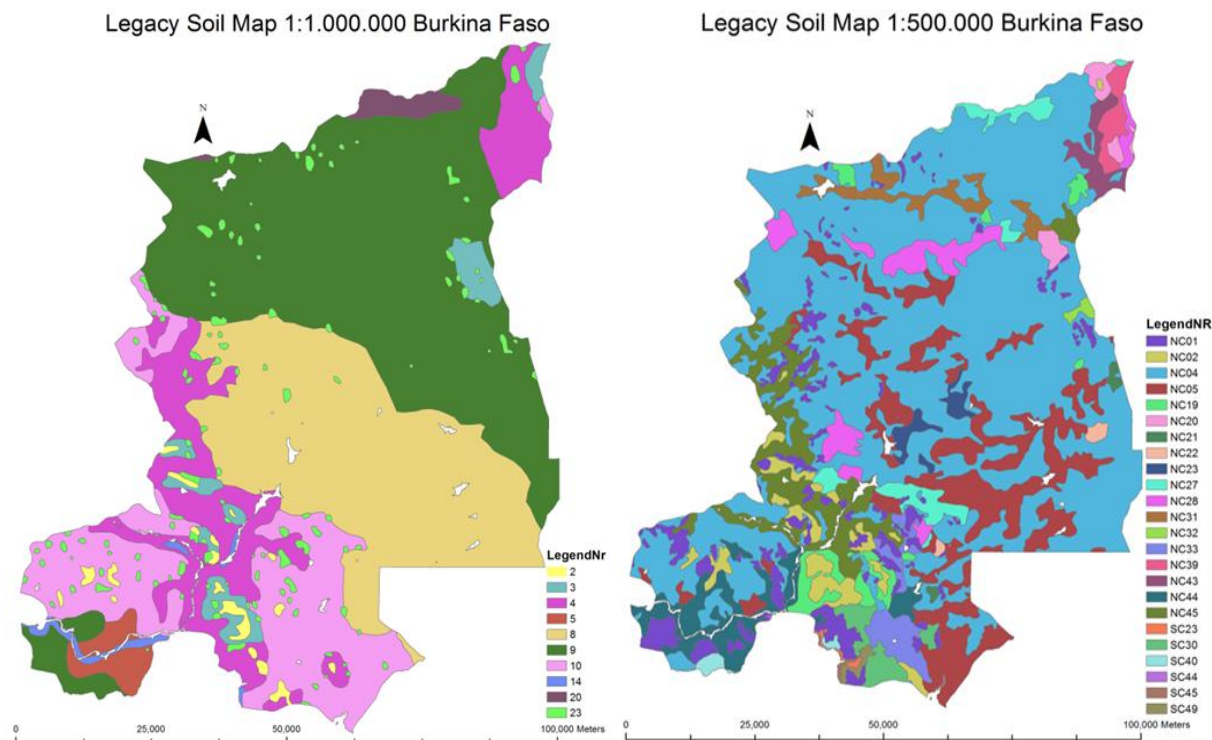 Legacy Soil Map 1:1.000.000 Burkina Faso
N
LegendNr
2
3
4
5
8
9
10
14
20
23
0 25,000 50,000 100,000 Meters
Legacy Soil Map 1:500.000 Burkina Faso
N
LegendNR
NC01
NC02
NC04
NC05
NC19
NC20
NC21
NC22
NC23
NC27
NC28
NC31
NC32
NC33
NC39
NC43
NC44
NC45
SC23
SC30
SC40
SC44
SC45
SC49
0 25,000 50,000 100,000 Meters